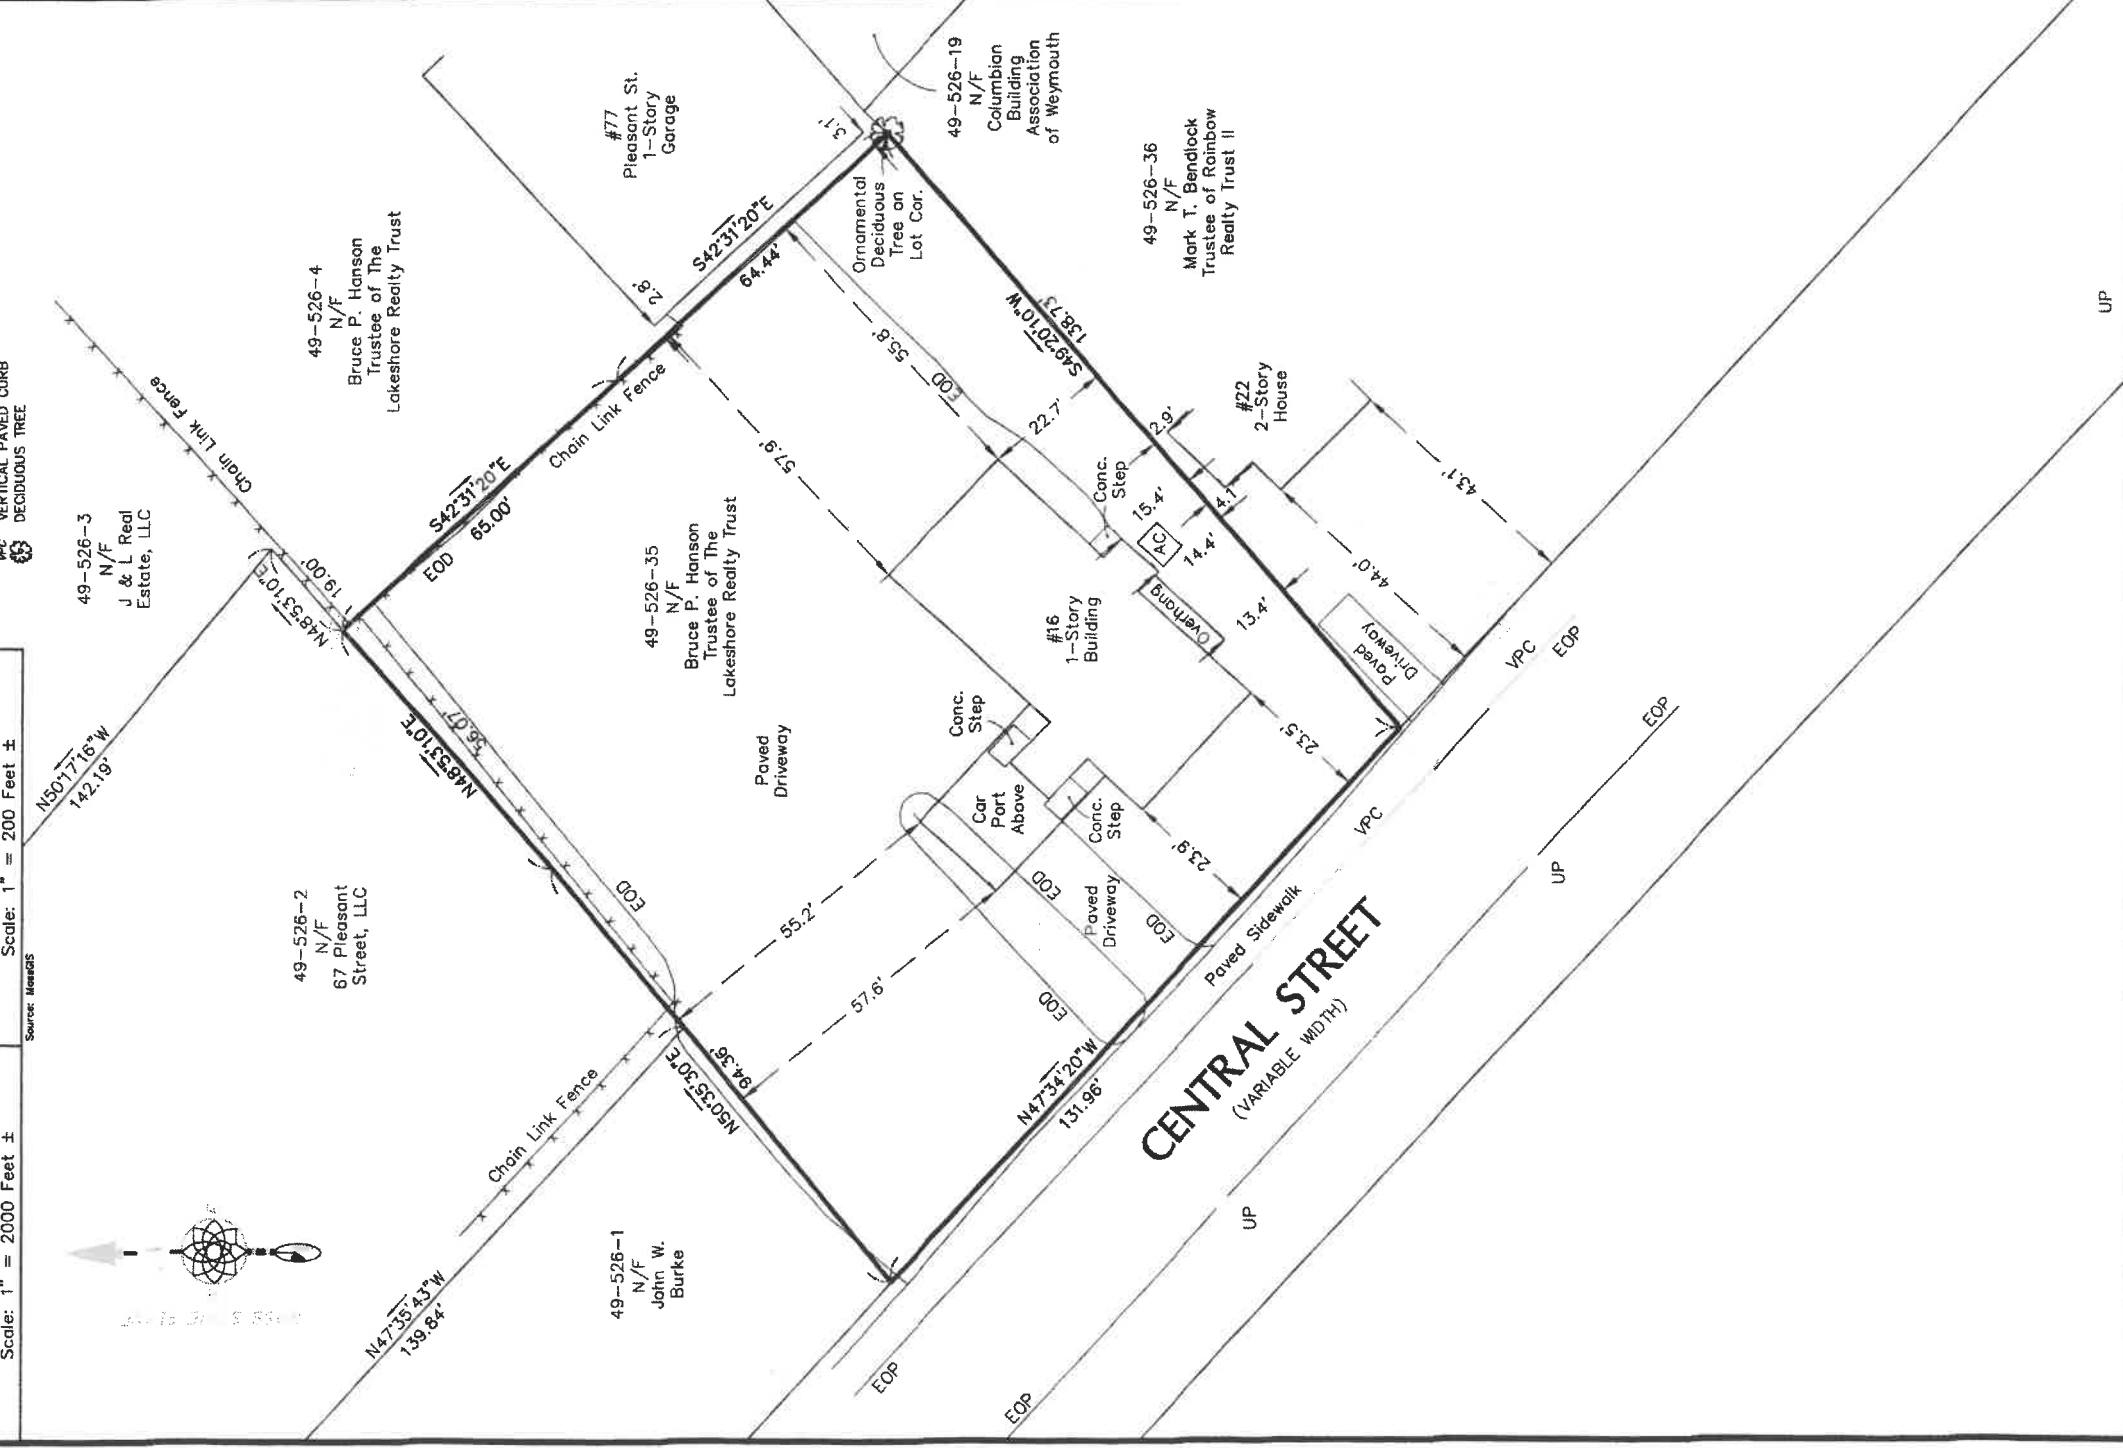 Scale: 1" = 2000 Feet ±
Scale: 1" = 200 Feet ±
Source: MassGIS
VPC VERTICAL PAVED CURB
DECIDUOUS TREE
49-526-3
N/F
J & L Real
Estate, LLC
49-526-4
N/F
Bruce P. Hanson
Trustee of The
Lakeshore Realty Trust
#77
Pleasant St.
1-Story
Garage
49-526-19
N/F
Columbian
Building
Association
of Weymouth
49-526-36
N/F
Mark T. Bendlock
Trustee of Rainbow
Realty Trust II
Chain Link Fence
N50°17'16"W
142.19'
N48°53'10"E
19.00'
S42°31'20"E
65.00'
EOD
Chain Link Fence
2.8'
S42°31'20"E
64.44'
3.1'
Ornamental
Deciduous
Tree on
Lot Cor.
N48°53'10"E
56.07'
49-526-35
N/F
Bruce P. Hanson
Trustee of The
Lakeshore Realty Trust
57.9'
55.8'
EOD
22.7'
S49°20'10"W
138.73'
2.9'
#22
2-Story
House
43.1'
44.0'
Conc.
Step
15.4'
4.1'
AC
14.4'
Overhang
13.4'
Paved
Driveway
#16
1-Story
Building
Conc.
Step
Paved
Driveway
Car
Port
Above
Conc.
Step
23.5'
23.9'
EOD
49-526-2
N/F
67 Pleasant
Street, LLC
55.2'
57.6'
EOD
Paved
Driveway
EOD
EOD
Paved Sidewalk
VPC
VPC
EOP
EOP
UP
UP
UP
Chain Link Fence
N50°35'30"E
94.36'
N47°34'20"W
131.96'
CENTRAL STREET
(VARIABLE WIDTH)
N47°35'43"W
139.84'
49-526-1
N/F
John W.
Burke
EOP
EOP